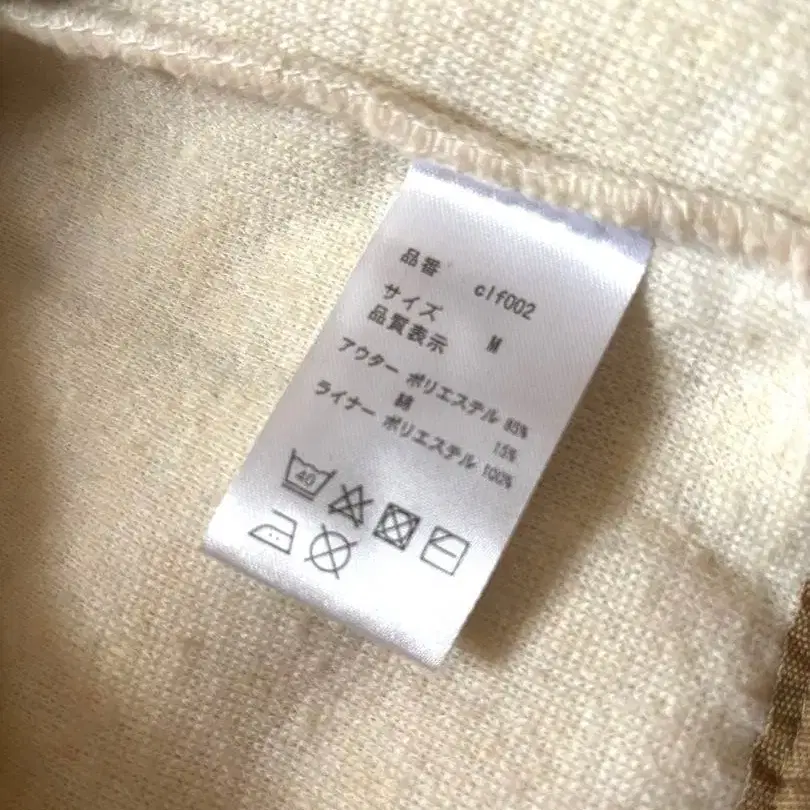 品番 clf002
サイズ M
品質表示
アウター ポリエステル 85%
綿 15%
ライナー ポリエステル 100%
40